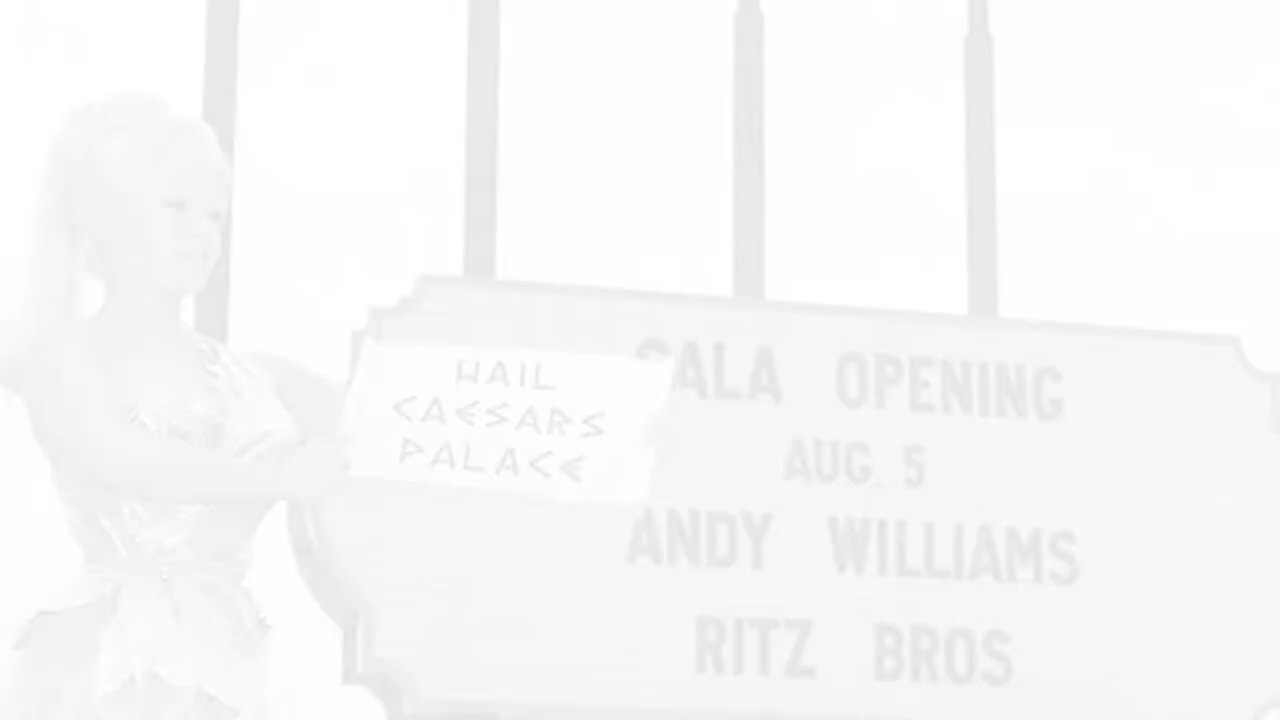 HAIL
CAESARS
PALACE
GALA OPENING
AUG. 5
ANDY WILLIAMS
RITZ BROS